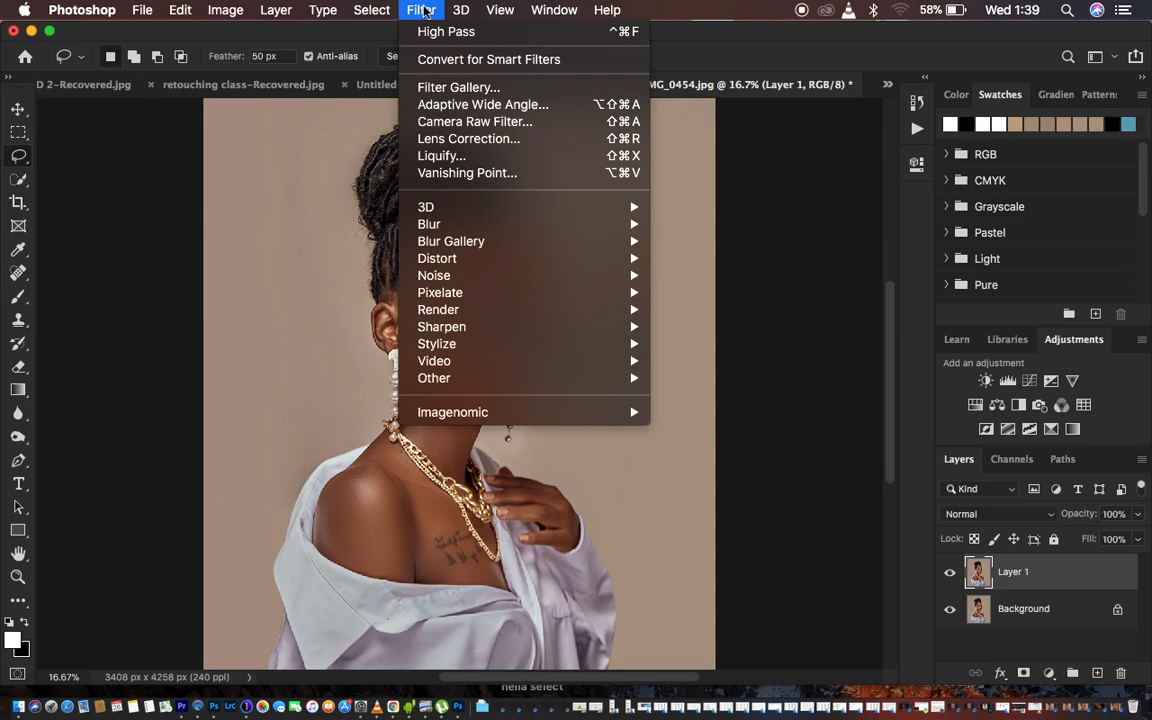 Photoshop File Edit Image Layer Type Select Filter 3D View Window Help 58% Wed 1:39
Feather: 50 px Anti-alias Se
D 2-Recovered.jpg × retouching class-Recovered.jpg × Untitled MG_0454.jpg @ 16.7% (Layer 1, RGB/8) *
High Pass ^⌘F
Convert for Smart Filters
Filter Gallery...
Adaptive Wide Angle... ⌥⇧⌘A
Camera Raw Filter... ⇧⌘A
Lens Correction... ⇧⌘R
Liquify... ⇧⌘X
Vanishing Point... ⌥⌘V
3D
Blur
Blur Gallery
Distort
Noise
Pixelate
Render
Sharpen
Stylize
Video
Other
Imagenomic
Color Swatches Gradien Pattern:
RGB
CMYK
Grayscale
Pastel
Light
Pure
Learn Libraries Adjustments
Add an adjustment
Layers Channels Paths
Kind
Normal Opacity: 100%
Lock: Fill: 100%
Layer 1
Background
16.67% 3408 px x 4258 px (240 ppi)
nella select